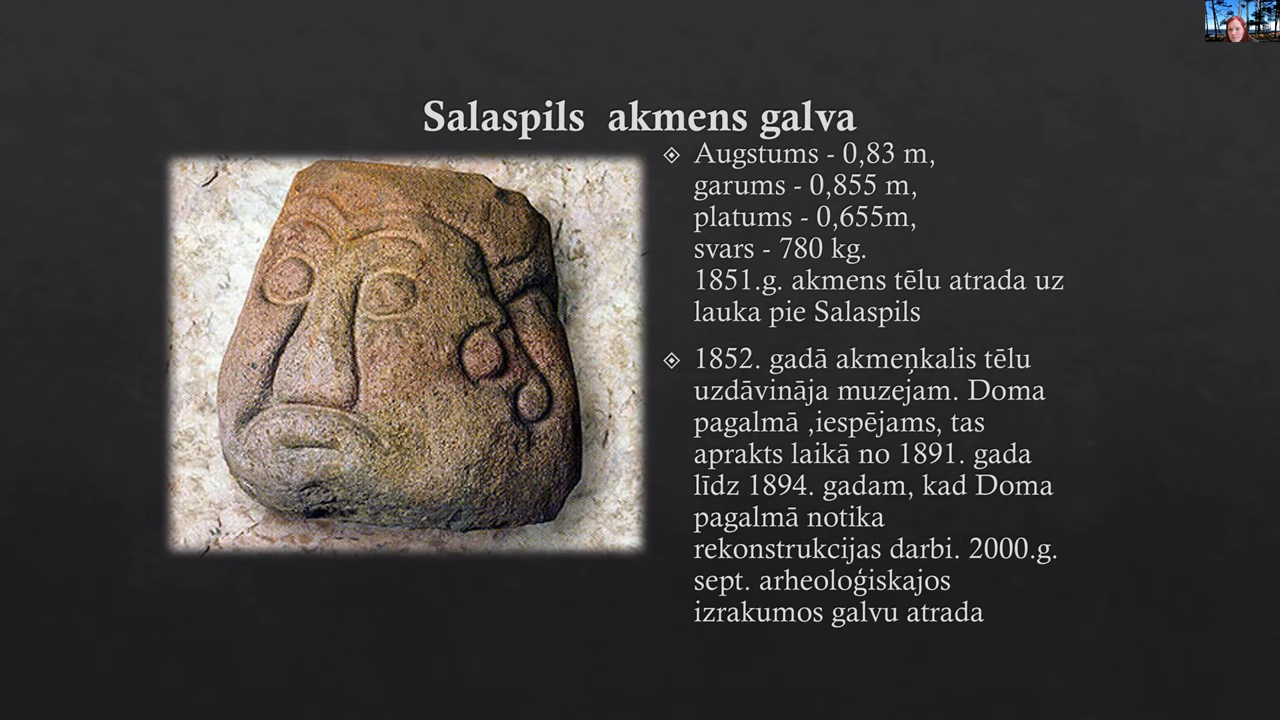 Salaspils akmens galva
Augstums - 0,83 m,
garums - 0,855 m,
platums - 0,655m,
svars - 780 kg.
1851.g. akmens tēlu atrada uz
lauka pie Salaspils
1852. gadā akmeņkalis tēlu
uzdāvināja muzejam. Doma
pagalmā ,iespējams, tas
aprakts laikā no 1891. gada
līdz 1894. gadam, kad Doma
pagalmā notika
rekonstrukcijas darbi. 2000.g.
sept. arheoloģiskajos
izrakumos galvu atrada